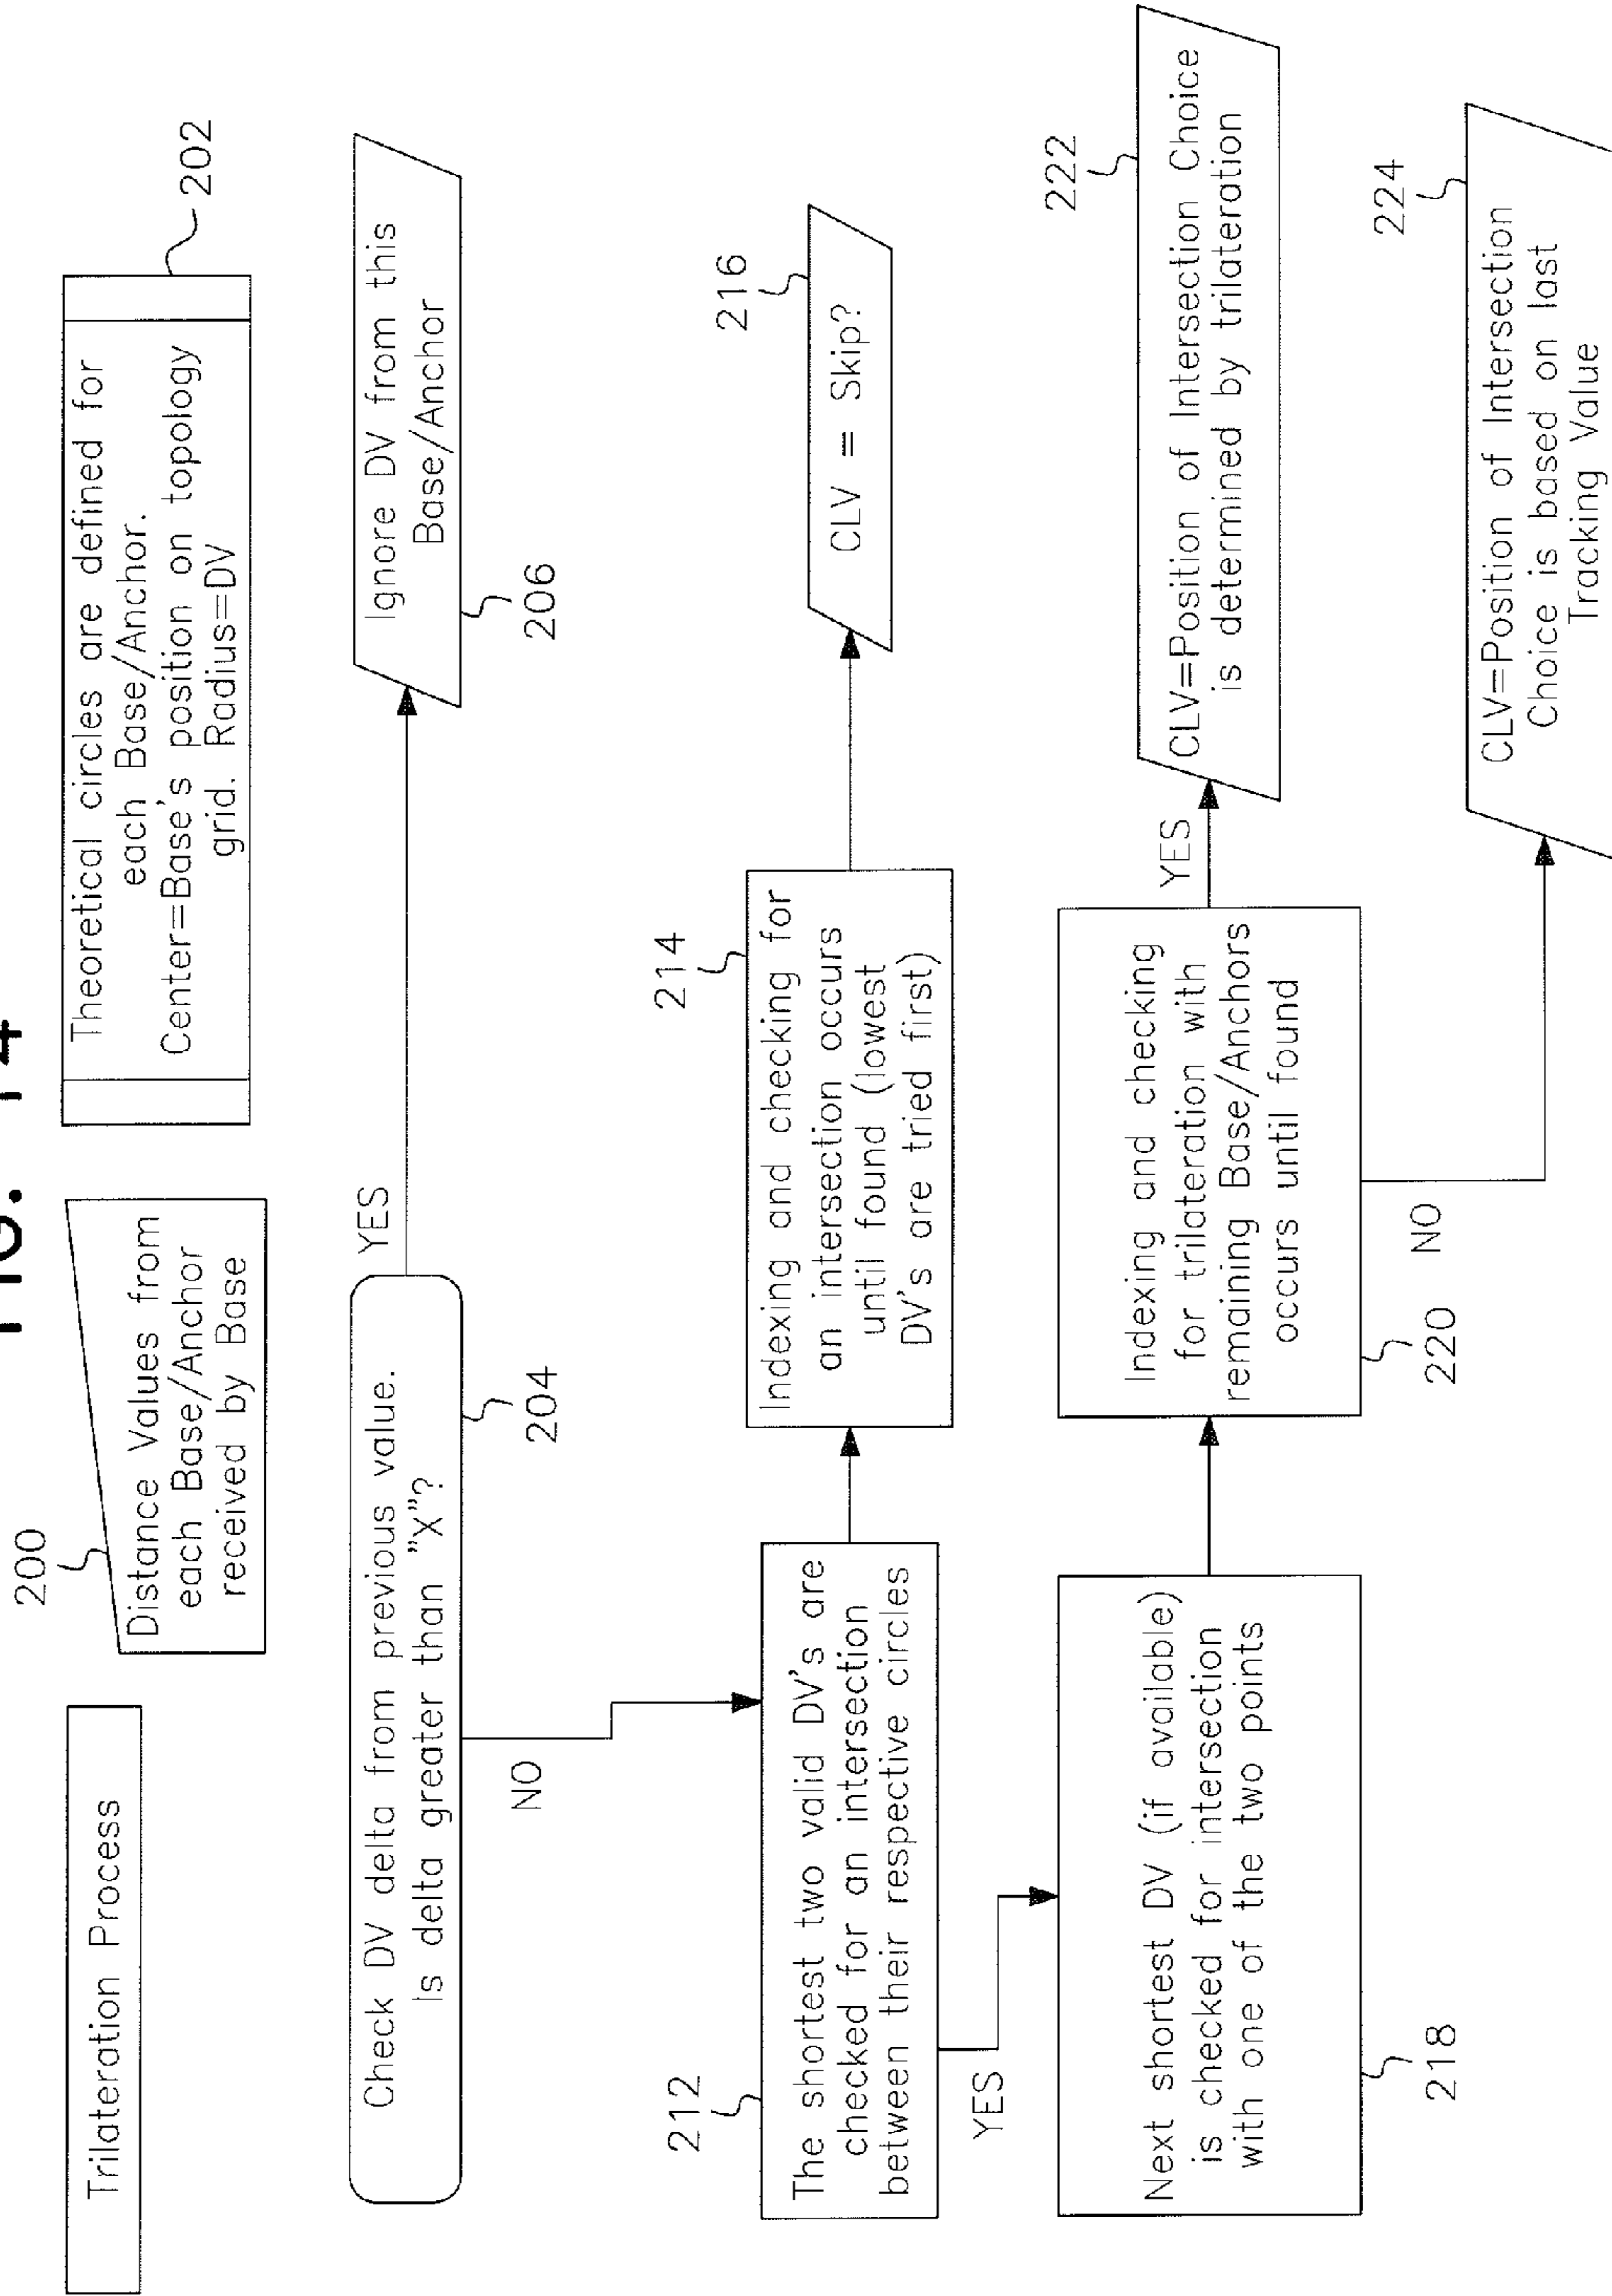 FIG. 14
Trilateration Process
200
Distance Values from
each Base/Anchor
received by Base
Theoretical circles are defined for
each Base/Anchor.
Center=Base's position on topology
grid. Radius=DV
202
Check DV delta from previous value.
Is delta greater than "X"?
204
YES
NO
Ignore DV from this
Base/Anchor
206
212
The shortest two valid DV's are
checked for an intersection
between their respective circles
YES
214
Indexing and checking for
an intersection occurs
until found (lowest
DV's are tried first)
216
CLV = Skip?
Next shortest DV (if available)
is checked for intersection
with one of the two points
218
Indexing and checking
for trilateration with
remaining Base/Anchors
occurs until found
220
YES
NO
222
CLV=Position of Intersection Choice
is determined by trilateration
224
CLV=Position of Intersection
Choice is based on last
Tracking Value